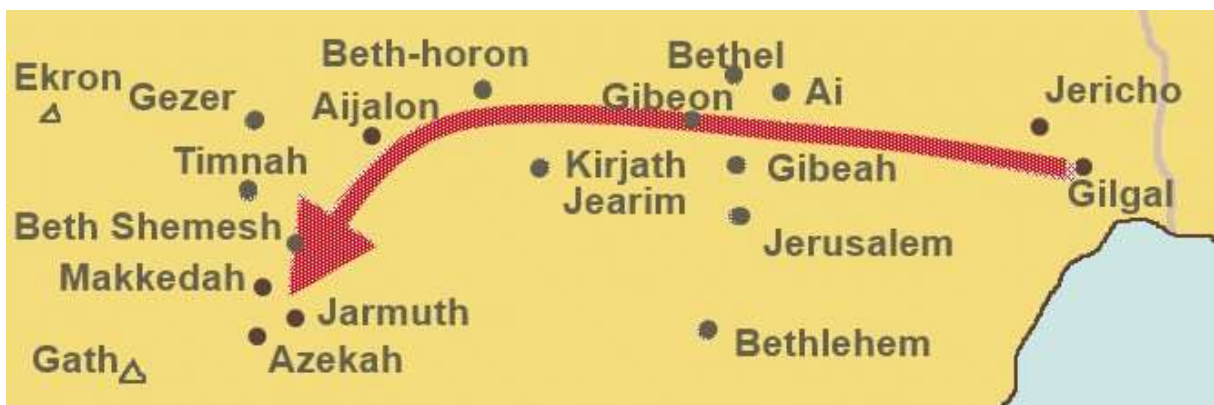 Beth-horon
Bethel
Ekron
Gezer
Aijalon
Gibeon
Ai
Jericho
Timnah
Kirjath
Jearim
Gibeah
Gilgal
Beth Shemesh
Jerusalem
Makkedah
Jarmuth
Bethlehem
Gath
Azekah